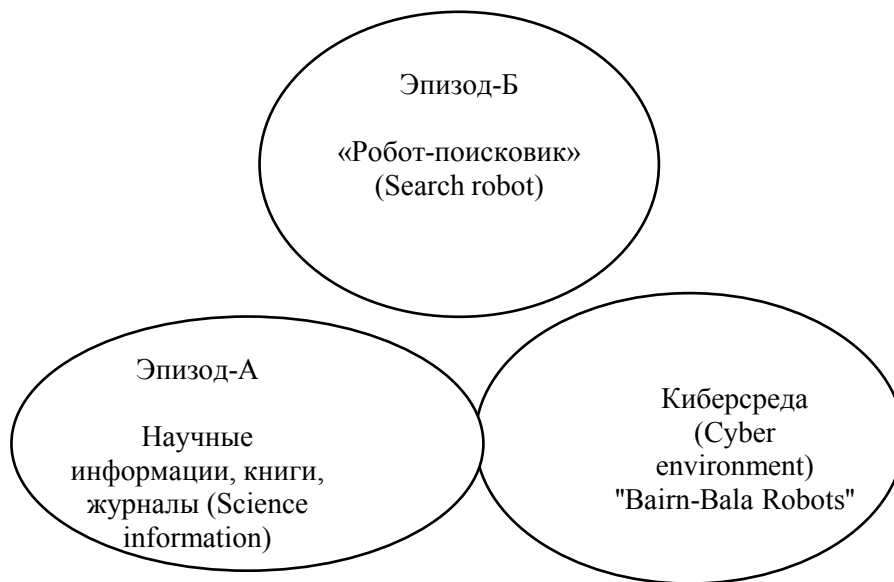 Эпизод-Б
«Робот-поисковик»
(Search robot)
Эпизод-А
Научные
информации, книги,
журналы (Science
information)
Киберсреда
(Cyber
environment)
"Bairn-Bala Robots"